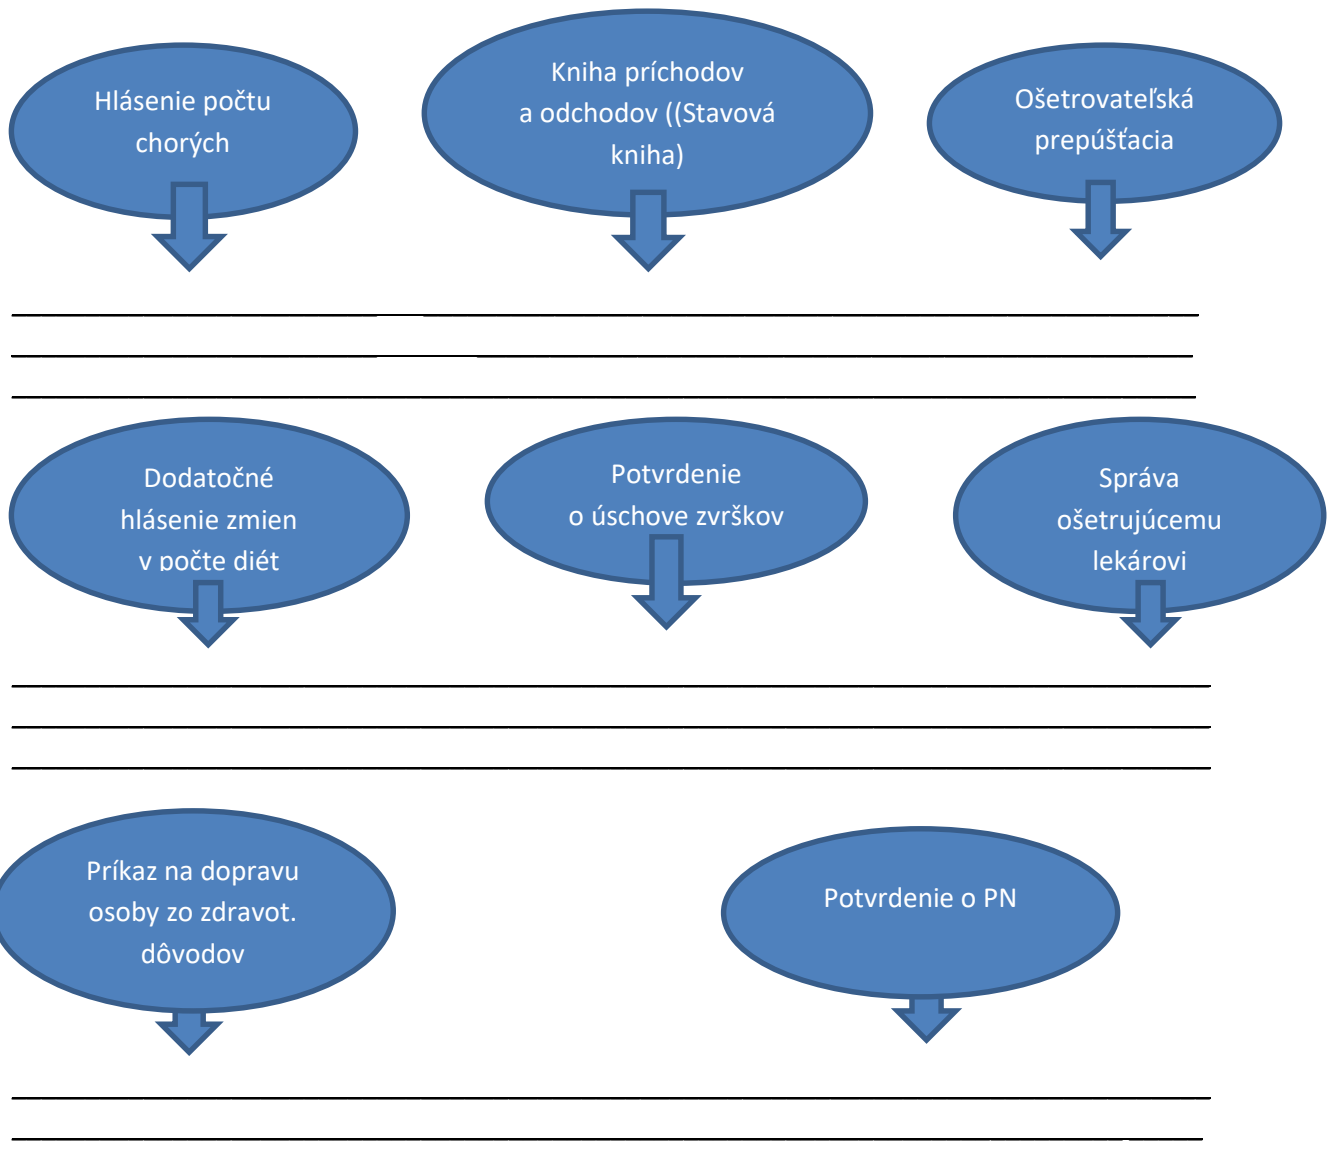 Hlásenie počtu
chorých
Kniha príchodov
a odchodov ((Stavová
kniha)
Ošetrovateľská
prepúšťacia
Dodatočné
hlásenie zmien
v počte diét
Potvrdenie
o úschove zvrškov
Správa
ošetrujúcemu
lekárovi
Príkaz na dopravu
osoby zo zdravot.
dôvodov
Potvrdenie o PN